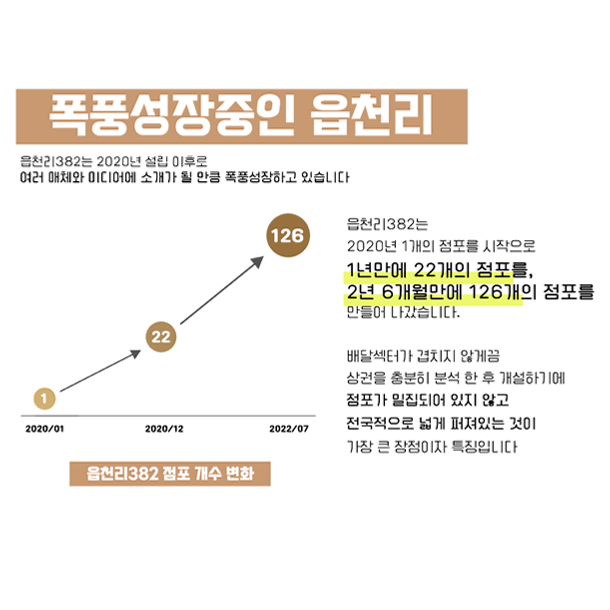 폭풍성장중인 읍천리
읍천리382는 2020년 설립 이후로
여러 매체와 미디어에 소개가 될 만큼 폭풍성장하고 있습니다
126
22
1
2020/01
2020/12
2022/07
읍천리382 점포 개수 변화
읍천리382는
2020년 1개의 점포를 시작으로
1년만에 22개의 점포를,
2년 6개월만에 126개의 점포를
만들어 나갔습니다.
배달섹터가 겹치지 않게끔
상권을 충분히 분석 한 후 개설하기에
점포가 밀집되어 있지 않고
전국적으로 넓게 퍼져있는 것이
가장 큰 장점이자 특징입니다